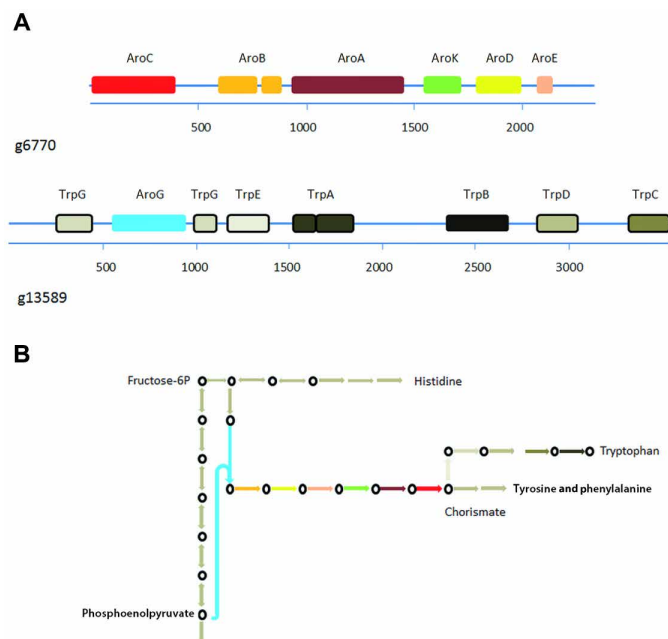 A
AroC AroB AroA AroK AroD AroE
500 1000 1500 2000
g6770
TrpG AroG TrpG TrpE TrpA TrpB TrpD TrpC
500 1000 1500 2000 2500 3000
g13589
B
Fructose-6P Histidine
Tryptophan
Tyrosine and phenylalanine
Chorismate
Phosphoenolpyruvate